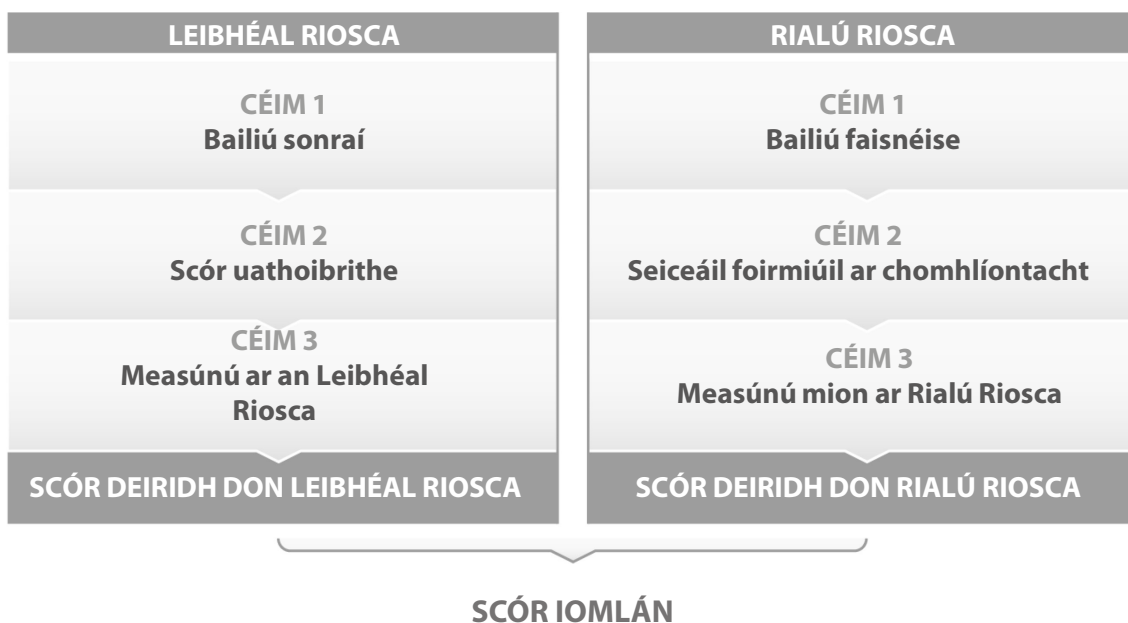 LEIBHÉAL RIOSCA
CÉIM 1
Bailiú sonraí
CÉIM 2
Scór uathoibrithe
CÉIM 3
Measúnú ar an Leibhéal
Riosca
SCÓR DEIRIDH DON LEIBHÉAL RIOSCA
RIALÚ RIOSCA
CÉIM 1
Bailiú faisnéise
CÉIM 2
Seiceáil foirmiúil ar chomhlíontacht
CÉIM 3
Measúnú mion ar Rialú Riosca
SCÓR DEIRIDH DON RIALÚ RIOSCA
SCÓR IOMLÁN